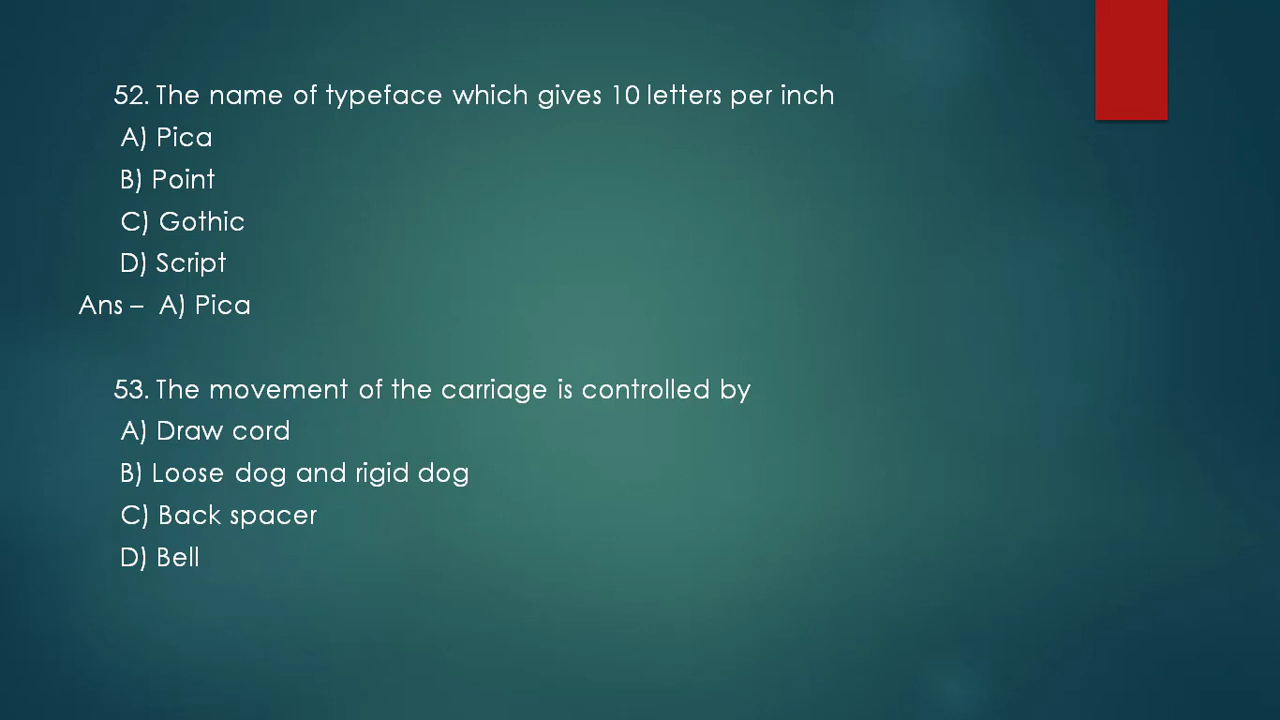 52. The name of typeface which gives 10 letters per inch
A) Pica
B) Point
C) Gothic
D) Script
Ans – A) Pica
53. The movement of the carriage is controlled by
A) Draw cord
B) Loose dog and rigid dog
C) Back spacer
D) Bell